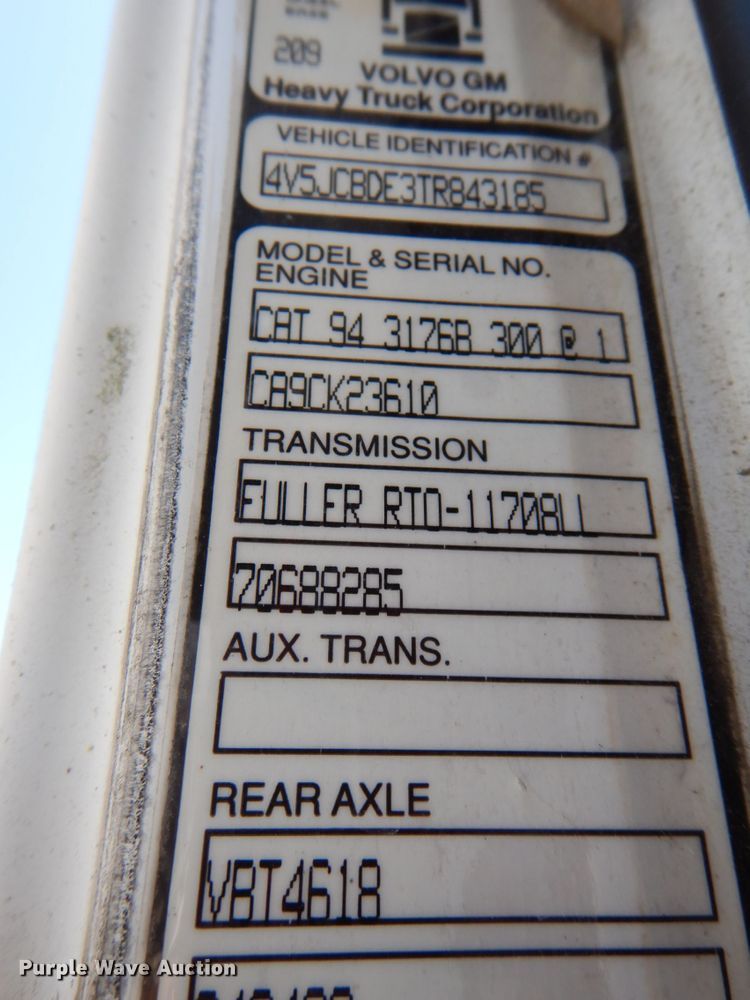 209
VOLVO GM
Heavy Truck Corporation
VEHICLE IDENTIFICATION #
4V5JCBDE3TR843185
MODEL & SERIAL NO.
ENGINE
CAT 94 3176B 300 @ 1
CA9CK23610
TRANSMISSION
FULLER RTO-11708LL
70688285
AUX. TRANS.
REAR AXLE
VBT4618
Purple Wave Auction